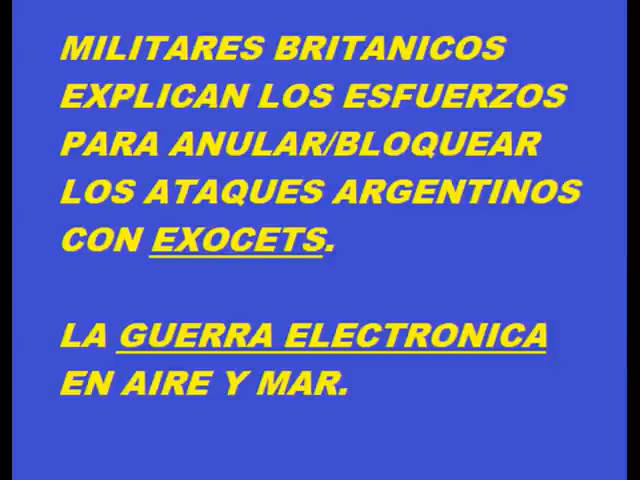 MILITARES BRITANICOS
EXPLICAN LOS ESFUERZOS
PARA ANULAR/BLOQUEAR
LOS ATAQUES ARGENTINOS
CON EXOCETS.
LA GUERRA ELECTRONICA
EN AIRE Y MAR.